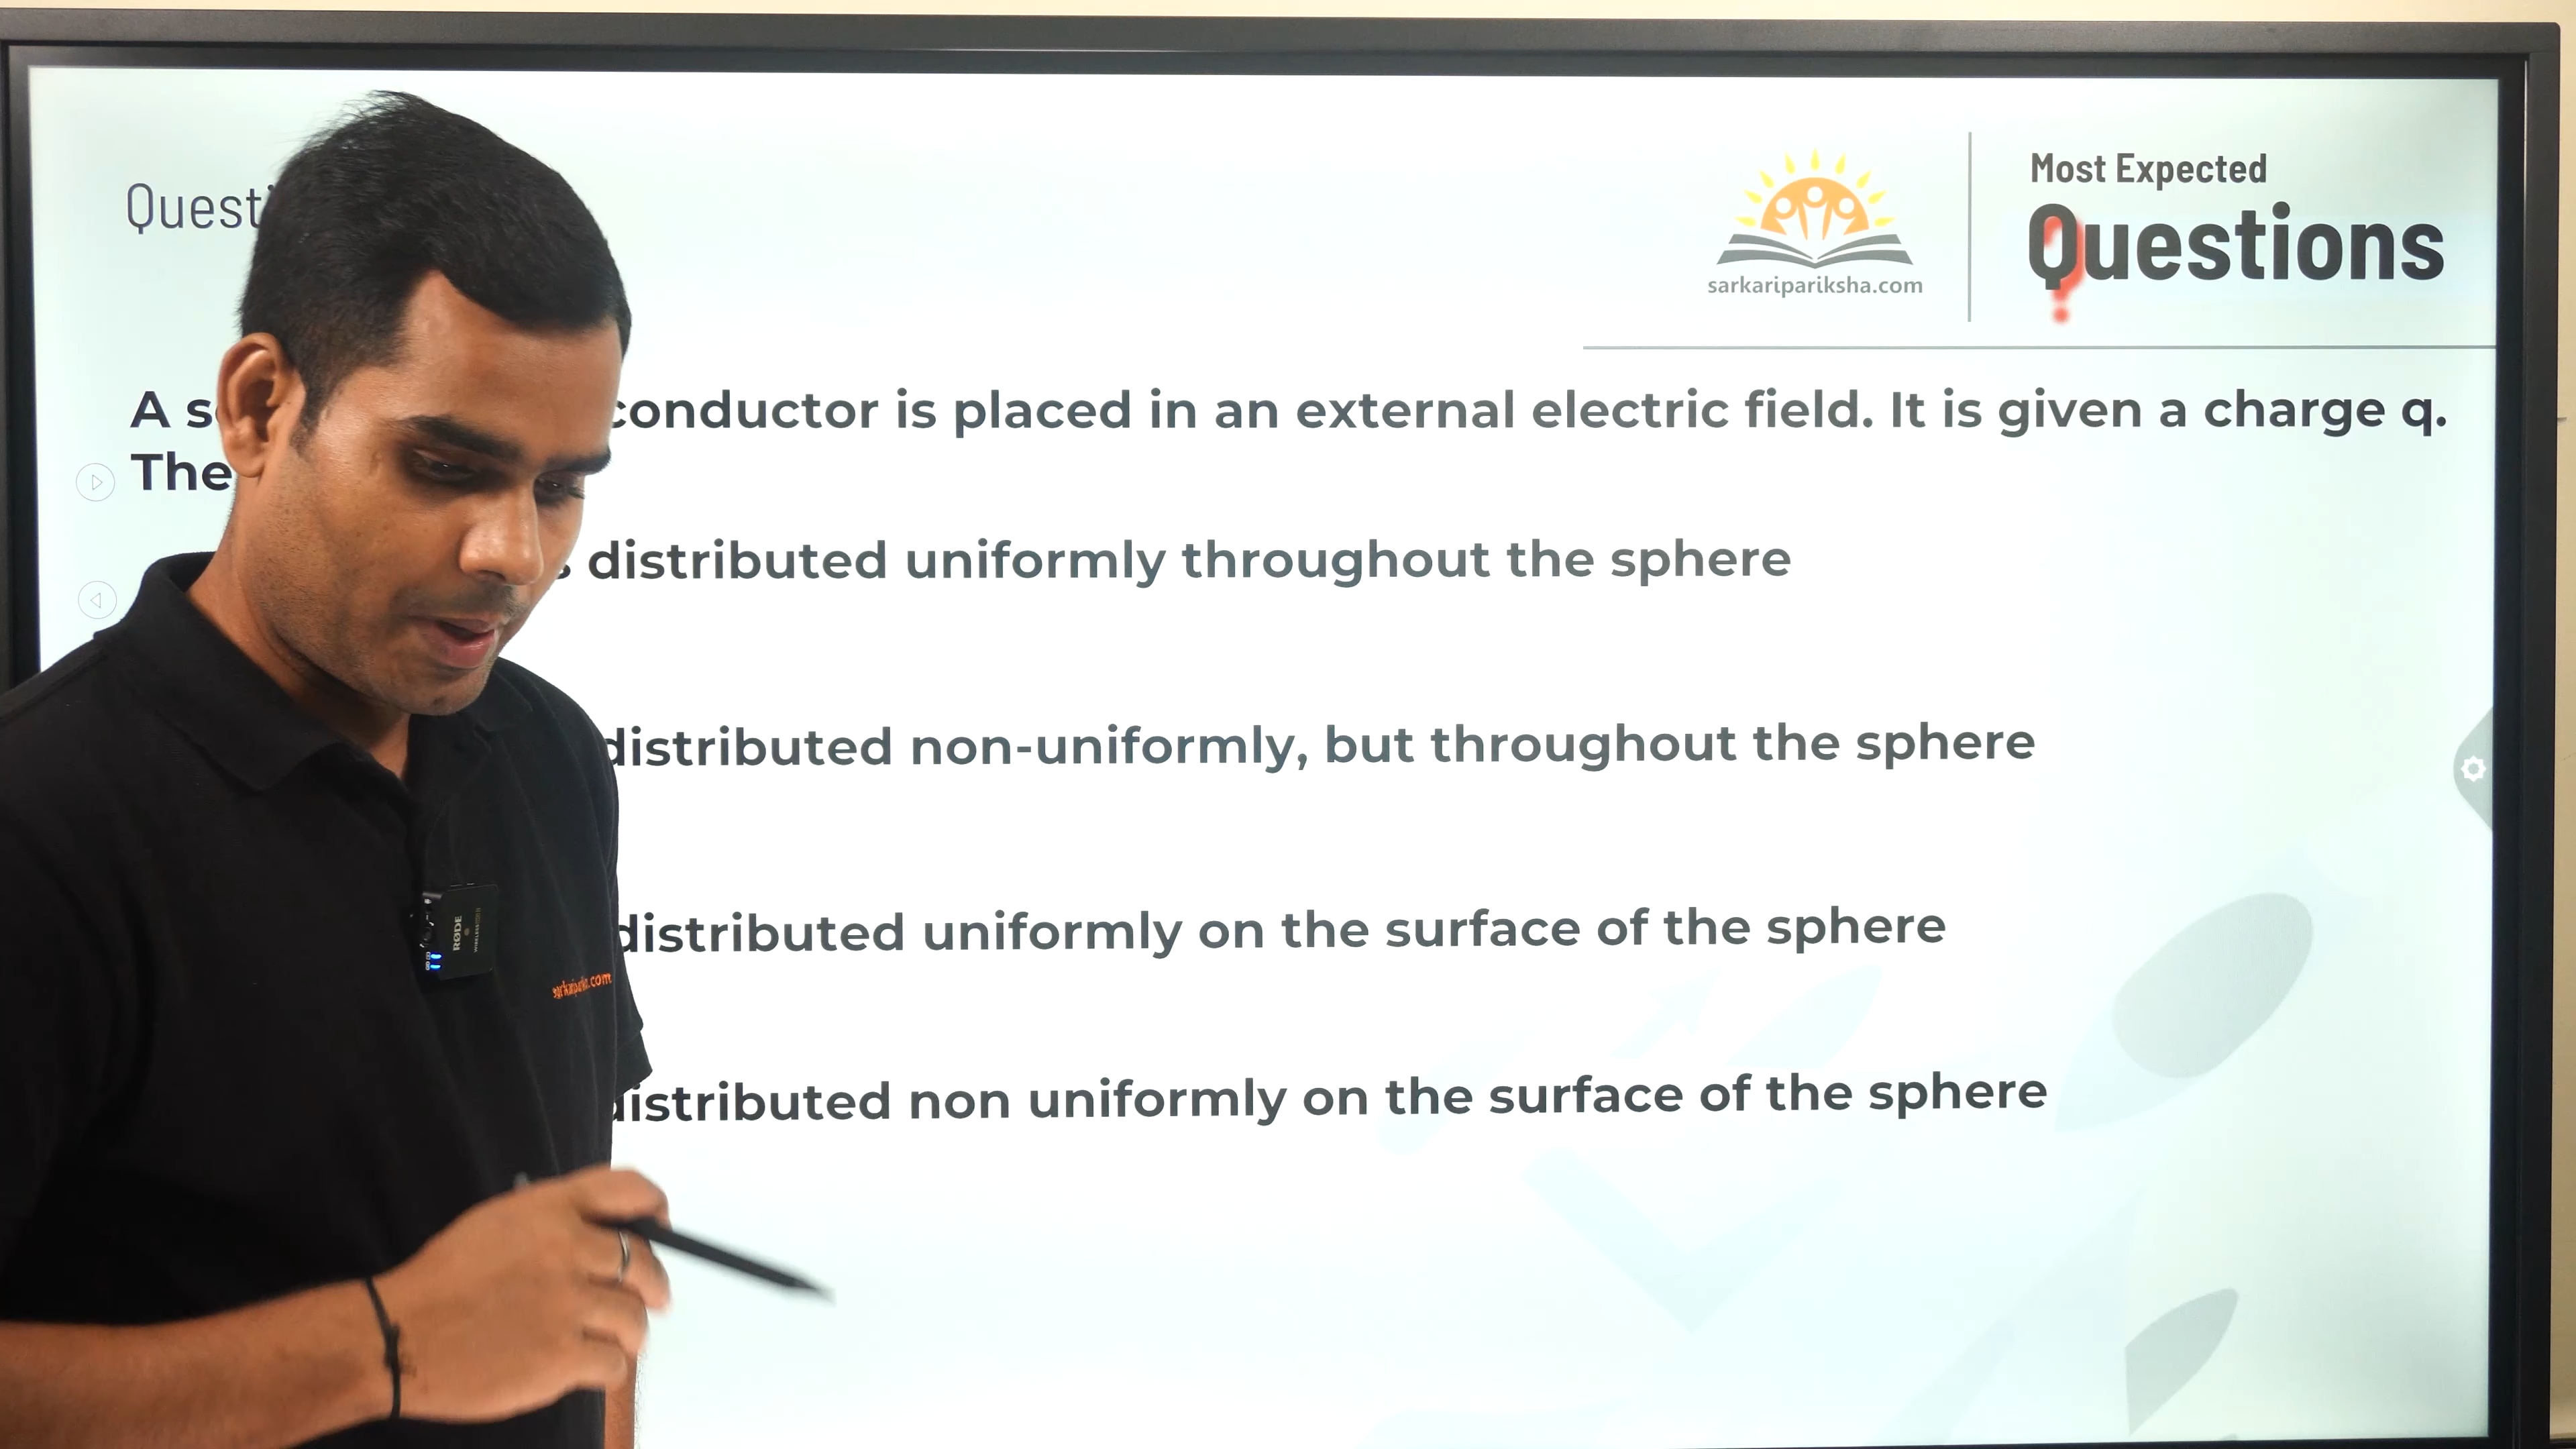 Most Expected
Questions
sarkaripariksha.com
conductor is placed in an external electric field. It is given a charge q.
The
distributed uniformly throughout the sphere
distributed non-uniformly, but throughout the sphere
distributed uniformly on the surface of the sphere
distributed non uniformly on the surface of the sphere
RØDE